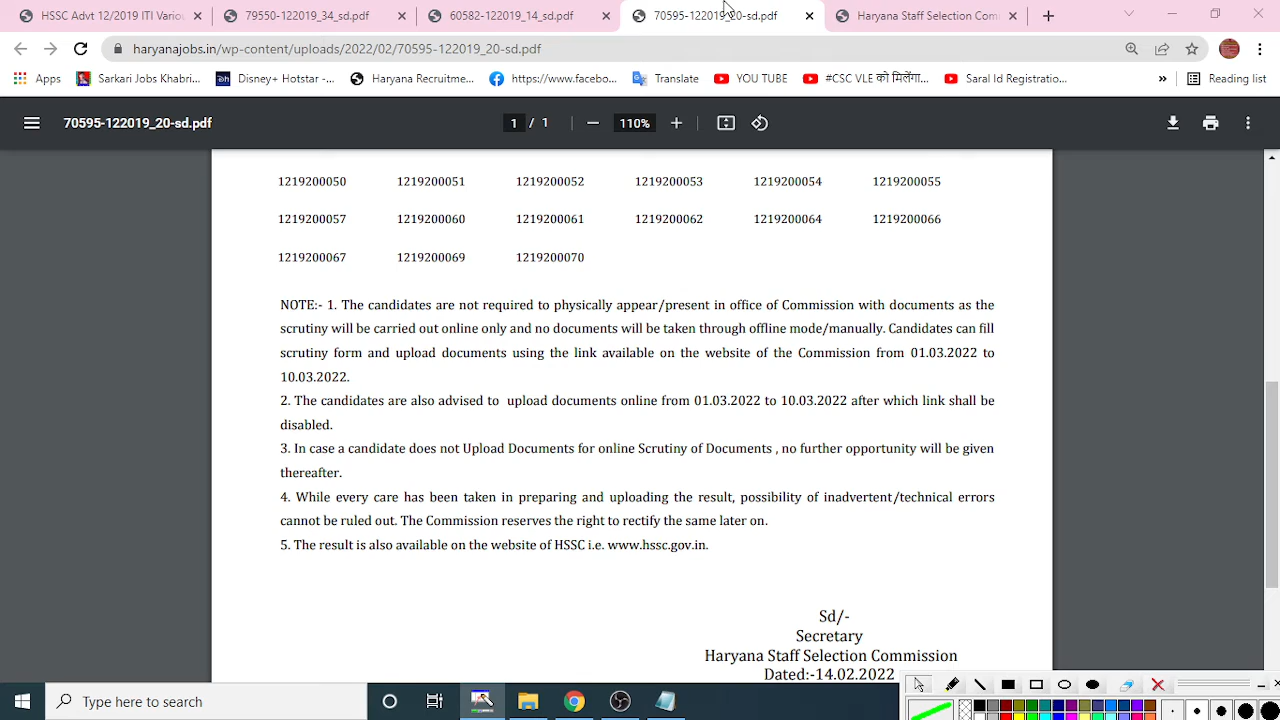 HSSC Advt 12/2019 ITI Variou
79550-122019_34_sd.pdf
60582-122019_14_sd.pdf
70595-122019_20-sd.pdf
Haryana Staff Selection Com
haryanajobs.in/wp-content/uploads/2022/02/70595-122019_20-sd.pdf
Apps
Sarkari Jobs Khabri...
Disney+ Hotstar -...
Haryana Recruitme...
https://www.facebo...
Translate
YOU TUBE
#CSC VLE को मिलेंगा...
Saral Id Registratio...
»
Reading list
70595-122019_20-sd.pdf
1 / 1
110%
1219200050 1219200051 1219200052 1219200053 1219200054 1219200055
1219200057 1219200060 1219200061 1219200062 1219200064 1219200066
1219200067 1219200069 1219200070
NOTE:- 1. The candidates are not required to physically appear/present in office of Commission with documents as the
scrutiny will be carried out online only and no documents will be taken through offline mode/manually. Candidates can fill
scrutiny form and upload documents using the link available on the website of the Commission from 01.03.2022 to
10.03.2022.
2. The candidates are also advised to upload documents online from 01.03.2022 to 10.03.2022 after which link shall be
disabled.
3. In case a candidate does not Upload Documents for online Scrutiny of Documents , no further opportunity will be given
thereafter.
4. While every care has been taken in preparing and uploading the result, possibility of inadvertent/technical errors
cannot be ruled out. The Commission reserves the right to rectify the same later on.
5. The result is also available on the website of HSSC i.e. www.hssc.gov.in.
Sd/-
Secretary
Haryana Staff Selection Commission
Dated:-14.02.2022
Type here to search